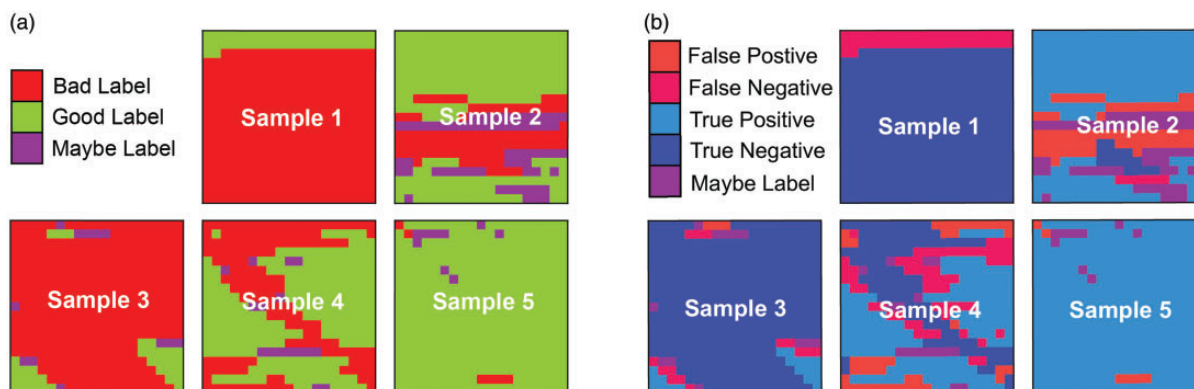 (a)
Bad Label
Good Label
Maybe Label
Sample 1
Sample 2
Sample 3
Sample 4
Sample 5
(b)
False Postive
False Negative
True Positive
True Negative
Maybe Label
Sample 1
Sample 2
Sample 3
Sample 4
Sample 5